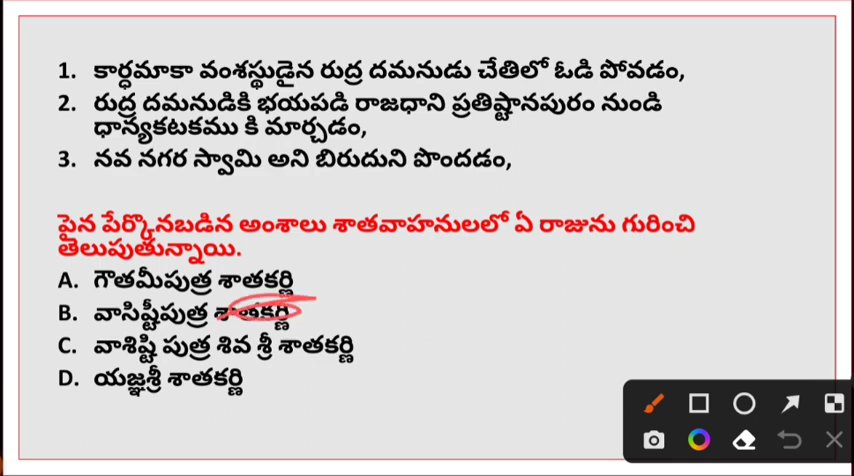 1. కార్ధమాకా వంశస్థుడైన రుద్ర దమనుడు చేతిలో ఓడి పోవడం,
2. రుద్ర దమనుడికి భయపడి రాజధాని ప్రతిష్టానపురం నుండి
ధాన్యకటకము కి మార్చడం,
3. నవ నగర స్వామి అని బిరుదుని పొందడం,
పైన పేర్కొనబడిన అంశాలు శాతవాహనులలో ఏ రాజును గురించి
తెలుపుతున్నాయి.
A. గౌతమీపుత్ర శాతకర్ణి
B. వాసిష్టీపుత్ర శాతకర్ణి
C. వాశిష్టి పుత్ర శివ శ్రీ శాతకర్ణి
D. యజ్ఞశ్రీ శాతకర్ణి